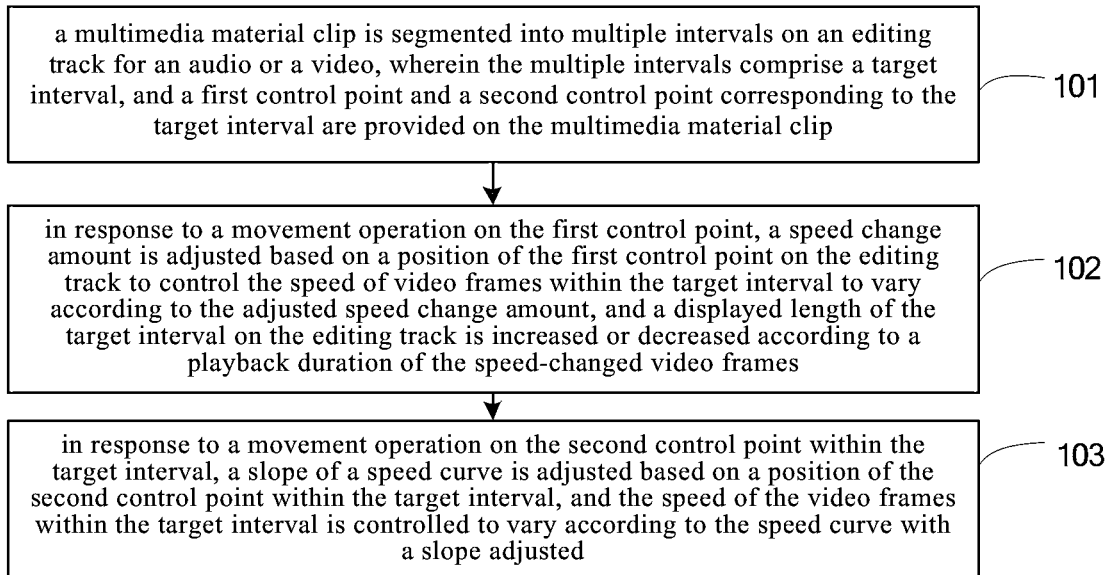 a multimedia material clip is segmented into multiple intervals on an editing
track for an audio or a video, wherein the multiple intervals comprise a target
interval, and a first control point and a second control point corresponding to the
target interval are provided on the multimedia material clip
101
in response to a movement operation on the first control point, a speed change
amount is adjusted based on a position of the first control point on the editing
track to control the speed of video frames within the target interval to vary
according to the adjusted speed change amount, and a displayed length of the
target interval on the editing track is increased or decreased according to a
playback duration of the speed-changed video frames
102
in response to a movement operation on the second control point within the
target interval, a slope of a speed curve is adjusted based on a position of the
second control point within the target interval, and the speed of the video frames
within the target interval is controlled to vary according to the speed curve with
a slope adjusted
103